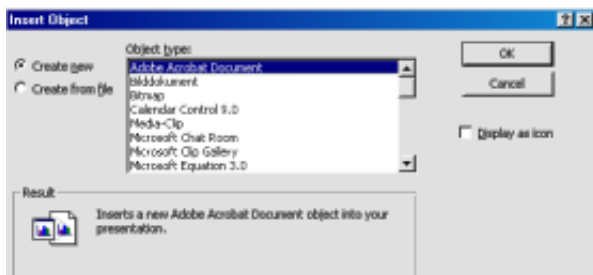 Insert Object
Object type:
Create new
Create from file
Adobe Acrobat Document
Bilddokument
Bitmap
Calendar Control 9.0
Media-Clip
Microsoft Chat Room
Microsoft Clip Gallery
Microsoft Equation 3.0
OK
Cancel
Display as icon
Result
Inserts a new Adobe Acrobat Document object into your
presentation.